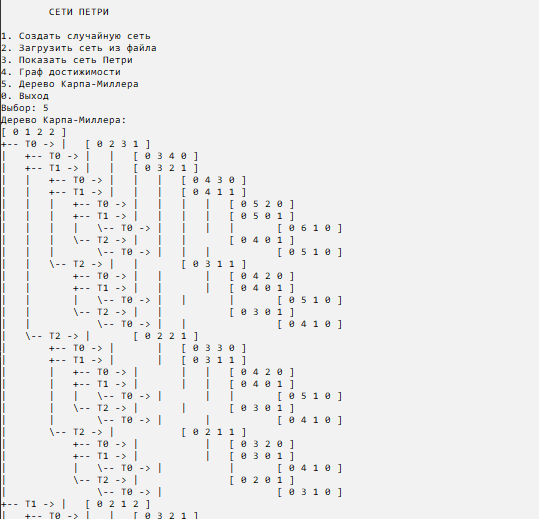 СЕТИ ПЕТРИ
1. Создать случайную сеть
2. Загрузить сеть из файла
3. Показать сеть Петри
4. Граф достижимости
5. Дерево Карпа-Миллера
0. Выход
Выбор: 5
Дерево Карпа-Миллера:
[ 0 1 2 2 ]
+-- T0 -> |   [ 0 2 3 1 ]
|   +-- T0 -> |   |   [ 0 3 4 0 ]
|   +-- T1 -> |   |   [ 0 3 2 1 ]
|   |   +-- T0 -> |   |   |   [ 0 4 3 0 ]
|   |   +-- T1 -> |   |   |   [ 0 4 1 1 ]
|   |   |   +-- T0 -> |   |   |   |   [ 0 5 2 0 ]
|   |   |   +-- T1 -> |   |   |   |   [ 0 5 0 1 ]
|   |   |   |   \-- T0 -> |   |   |   |       [ 0 6 1 0 ]
|   |   |   \-- T2 -> |   |   |   |   [ 0 4 0 1 ]
|   |   |       \-- T0 -> |   |   |           [ 0 5 1 0 ]
|   |   \-- T2 -> |   |       [ 0 3 1 1 ]
|   |       +-- T0 -> |   |       |   [ 0 4 2 0 ]
|   |       +-- T1 -> |   |       |   [ 0 4 0 1 ]
|   |       |   \-- T0 -> |   |       |       [ 0 5 1 0 ]
|   |       \-- T2 -> |   |           [ 0 3 0 1 ]
|   |           \-- T0 -> |   |               [ 0 4 1 0 ]
|   \-- T2 -> |       [ 0 2 2 1 ]
|       +-- T0 -> |       |   [ 0 3 3 0 ]
|       +-- T1 -> |       |   [ 0 3 1 1 ]
|       |   +-- T0 -> |       |   |   [ 0 4 2 0 ]
|       |   +-- T1 -> |       |   |   [ 0 4 0 1 ]
|       |   |   \-- T0 -> |       |   |       [ 0 5 1 0 ]
|       |   \-- T2 -> |       |       [ 0 3 0 1 ]
|       |       \-- T0 -> |       |           [ 0 4 1 0 ]
|       \-- T2 -> |           [ 0 2 1 1 ]
|           +-- T0 -> |           |   [ 0 3 2 0 ]
|           +-- T1 -> |           |   [ 0 3 0 1 ]
|           |   \-- T0 -> |           |       [ 0 4 1 0 ]
|           \-- T2 -> |               [ 0 2 0 1 ]
|               \-- T0 -> |                   [ 0 3 1 0 ]
+-- T1 -> |   [ 0 2 1 2 ]
|   +-- T0 -> |   |   [ 0 3 2 1 ]